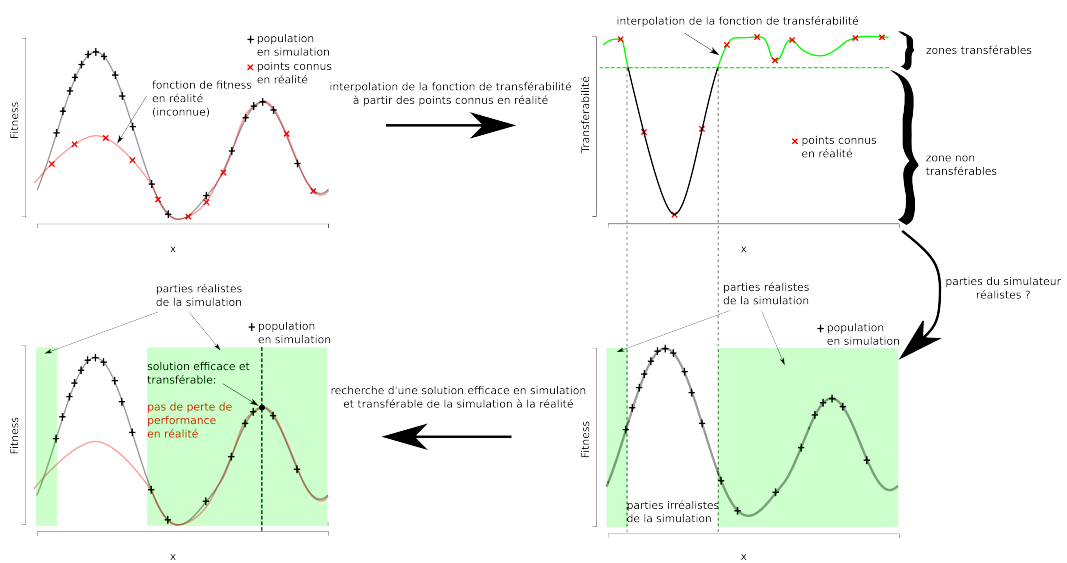 population
en simulation
points connus
en réalité
fonction de fitness
en réalité
(inconnue)
Fitness
x
interpolation de la fonction de transférabilité
à partir des points connus en réalité
interpolation de la fonction de transférabilité
Transferabilité
zones transférables
points connus
en réalité
zone non
transférables
x
parties du simulateur
réalistes ?
parties réalistes
de la simulation
population
en simulation
Fitness
parties irréalistes
de la simulation
x
recherche d'une solution efficace en simulation
et transférable de la simulation à la réalité
parties réalistes
de la simulation
population
en simulation
solution efficace et
transférable:
pas de perte de
performance
en réalité
Fitness
x